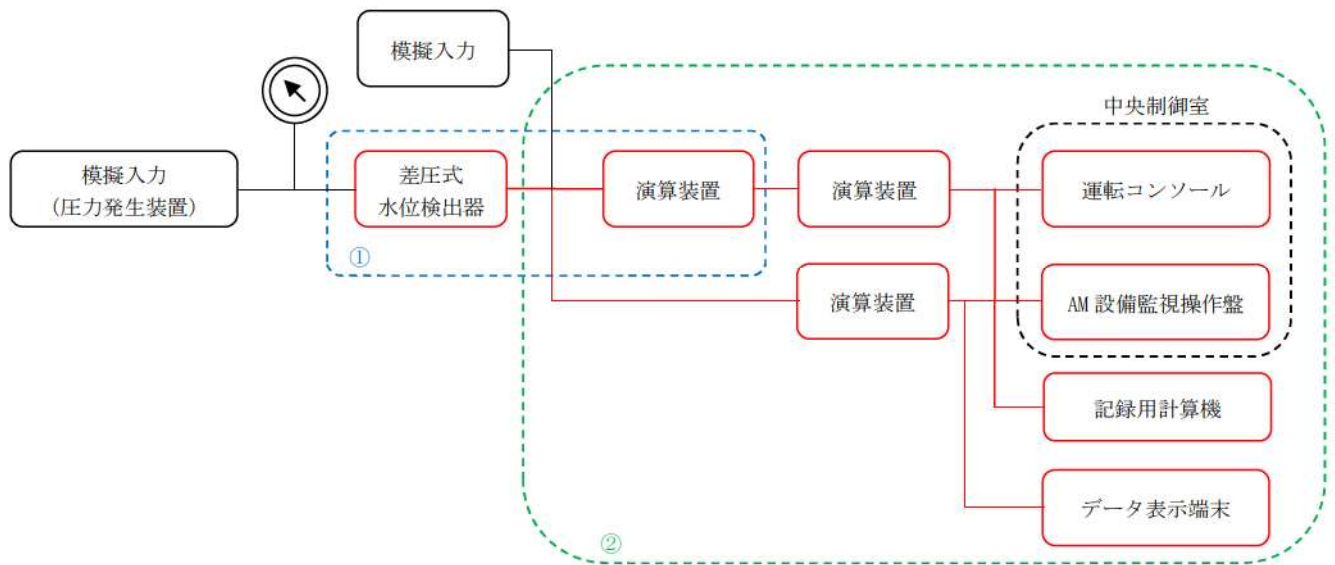 模擬入力
中央制御室
模擬入力
(圧力発生装置)
差圧式
水位検出器
演算装置
演算装置
運転コンソール
①
演算装置
AM 設備監視操作盤
記録用計算機
データ表示端末
②